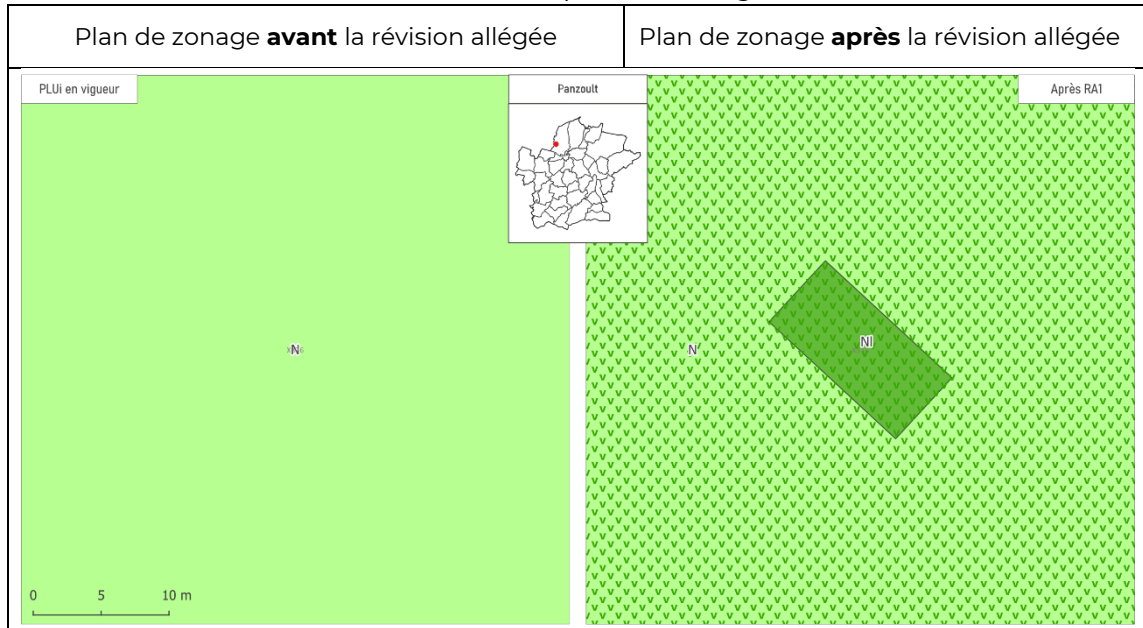 Plan de zonage avant la révision allégée
Plan de zonage après la révision allégée
PLUi en vigueur
Panzoult
Après RA1
N
N
Nl
0 5 10 m